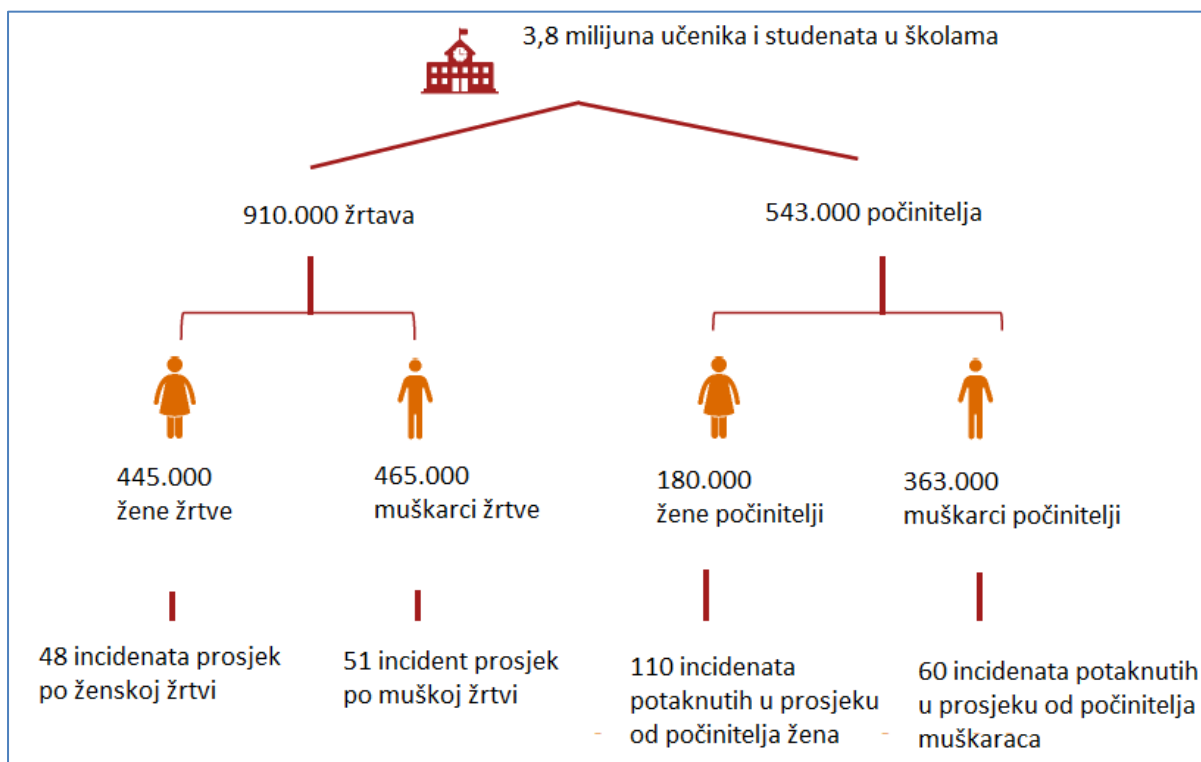 3,8 milijuna učenika i studenata u školama
910.000 žrtava
543.000 počinitelja
445.000
žene žrtve
465.000
muškarci žrtve
180.000
žene počinitelji
363.000
muškarci počinitelji
48 incidenata prosjek
po ženskoj žrtvi
51 incident prosjek
po muškoj žrtvi
110 incidenata
potaknutih u prosjeku
od počinitelja žena
60 incidenata potaknutih
u prosjeku od počinitelja
muškaraca